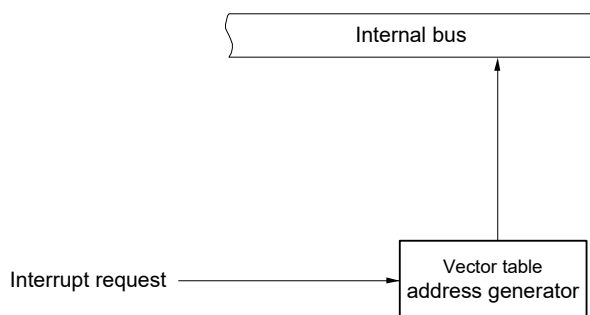 Internal bus
Interrupt request
Vector table
address generator